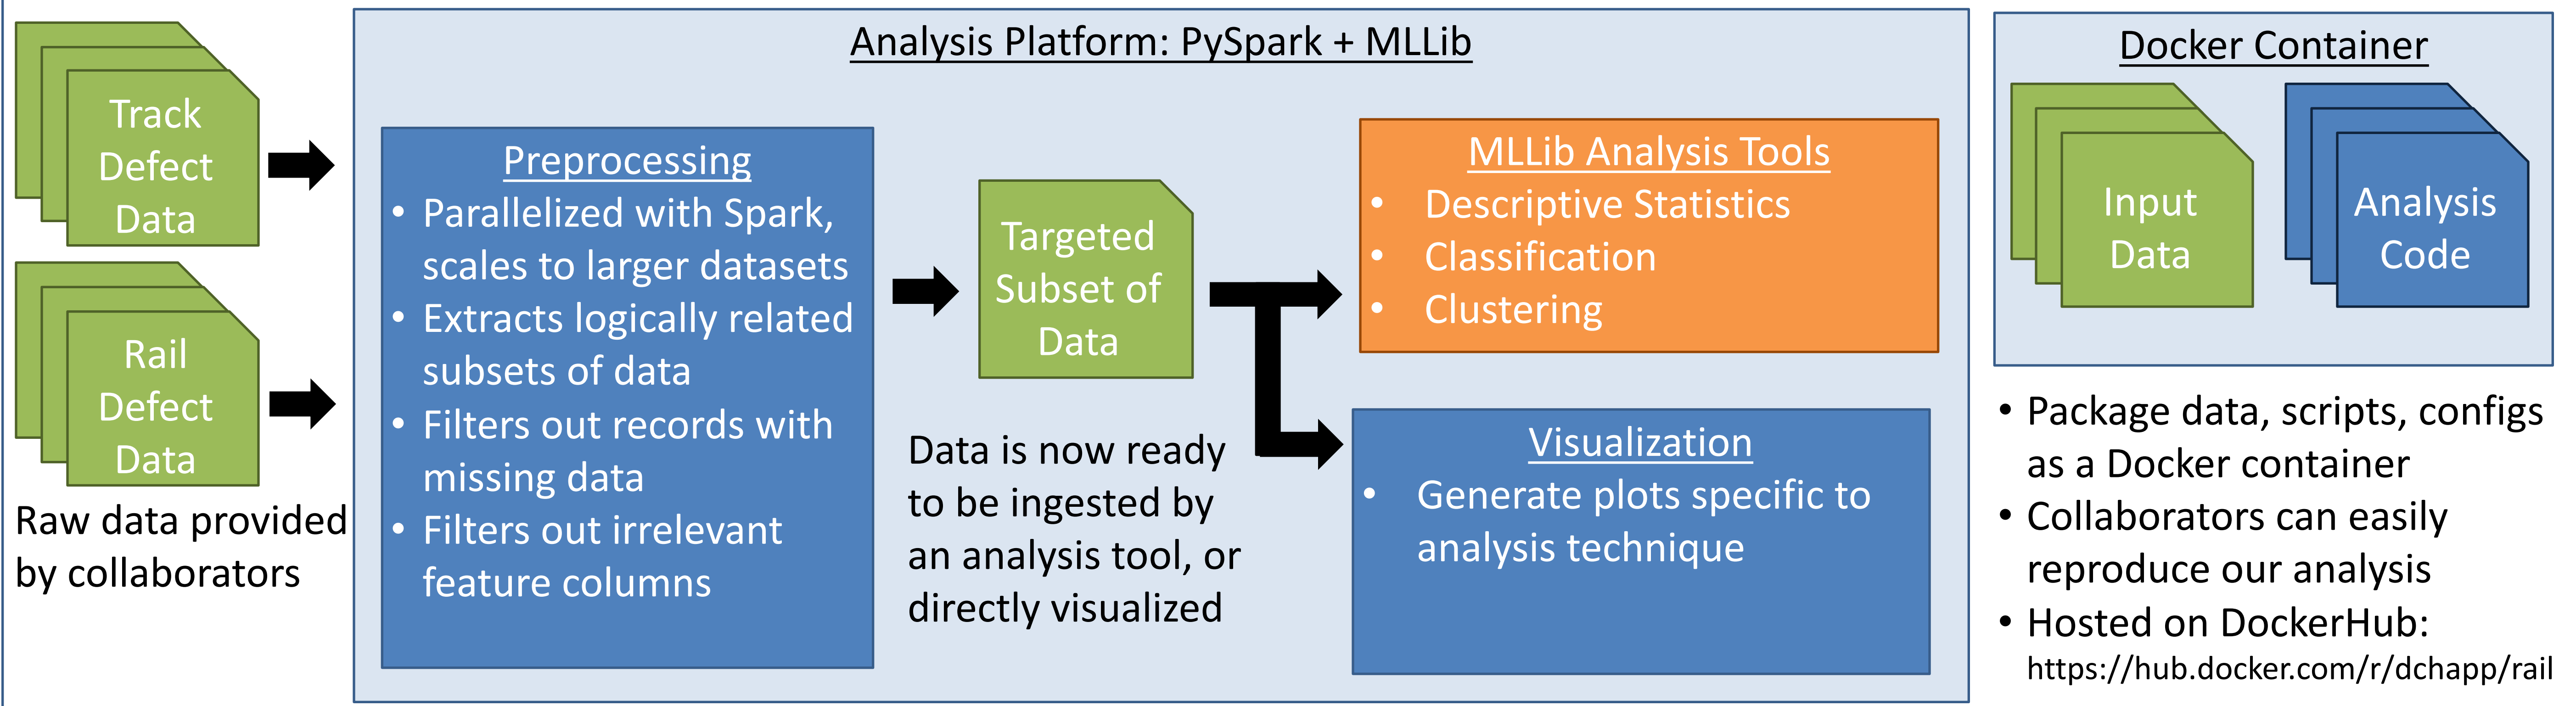 Track
Defect
Data
Rail
Defect
Data
Raw data provided
by collaborators
Analysis Platform: PySpark + MLLib
Preprocessing
• Parallelized with Spark,
scales to larger datasets
• Extracts logically related
subsets of data
• Filters out records with
missing data
• Filters out irrelevant
feature columns
Targeted
Subset of
Data
Data is now ready
to be ingested by
an analysis tool, or
directly visualized
MLLib Analysis Tools
• Descriptive Statistics
• Classification
• Clustering
Visualization
• Generate plots specific to
analysis technique
Docker Container
Input
Data
Analysis
Code
• Package data, scripts, configs
as a Docker container
• Collaborators can easily
reproduce our analysis
• Hosted on DockerHub:
https://hub.docker.com/r/dchapp/rail